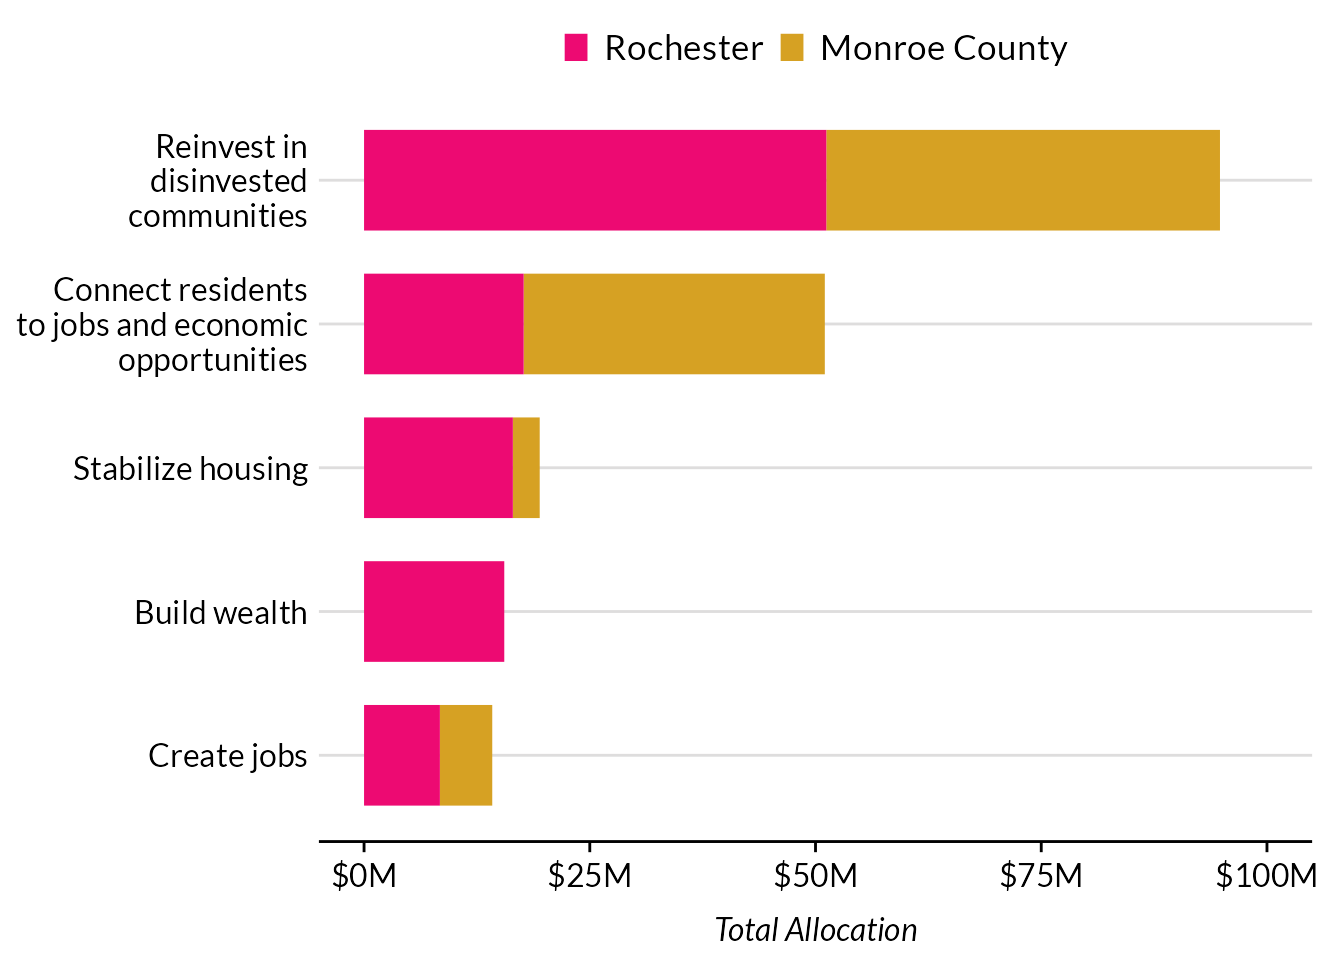 Rochester Monroe County
Reinvest in
disinvested
communities
Connect residents
to jobs and economic
opportunities
Stabilize housing
Build wealth
Create jobs
$0M $25M $50M $75M $100M
Total Allocation